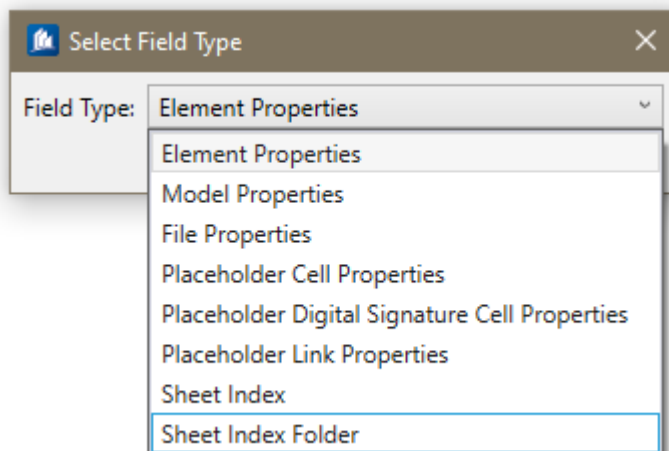 Select Field Type
Field Type: Element Properties
Element Properties
Model Properties
File Properties
Placeholder Cell Properties
Placeholder Digital Signature Cell Properties
Placeholder Link Properties
Sheet Index
Sheet Index Folder